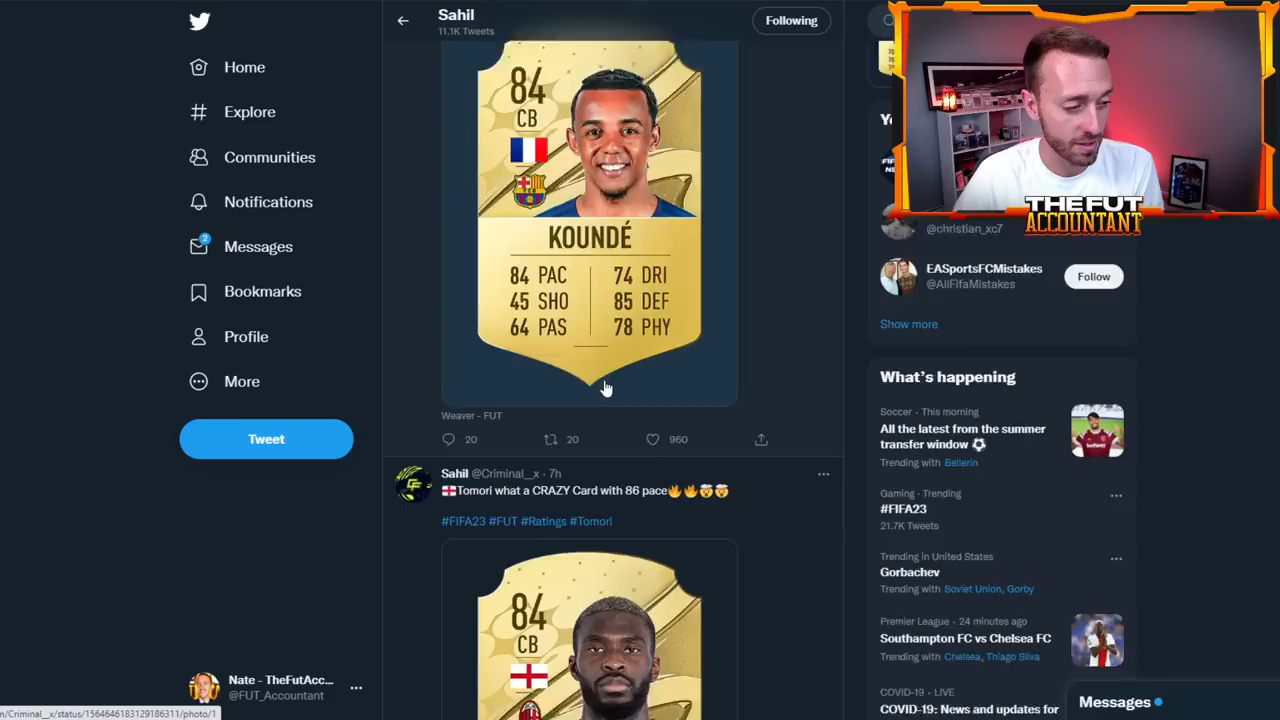 Home
Explore
Communities
Notifications
2
Messages
Bookmarks
Profile
More
Tweet
Nate - TheFutAcc...
@FUT_Accountant
m/Criminal__x/status/1564646183129186311/photo/1
Sahil
11.1K Tweets
Following
84
CB
KOUNDÉ
84 PAC
74 DRI
45 SHO
85 DEF
64 PAS
78 PHY
Weaver - FUT
20
20
960
Sahil @Criminal__x · 7h
Tomori what a CRAZY Card with 86 pace
#FIFA23 #FUT #Ratings #Tomori
84
CB
THE FUT
ACCOUNTANT
@christian_xc7
EASportsFCMistakes
@AllFifaMistakes
Follow
Show more
What's happening
Soccer · This morning
All the latest from the summer
transfer window
Trending with Bellerin
Gaming · Trending
#FIFA23
21.7K Tweets
Trending in United States
Gorbachev
Trending with Soviet Union, Gorby
Premier League · 24 minutes ago
Southampton FC vs Chelsea FC
Trending with Chelsea, Thiago Silva
COVID-19 · LIVE
COVID-19: News and updates for
Messages